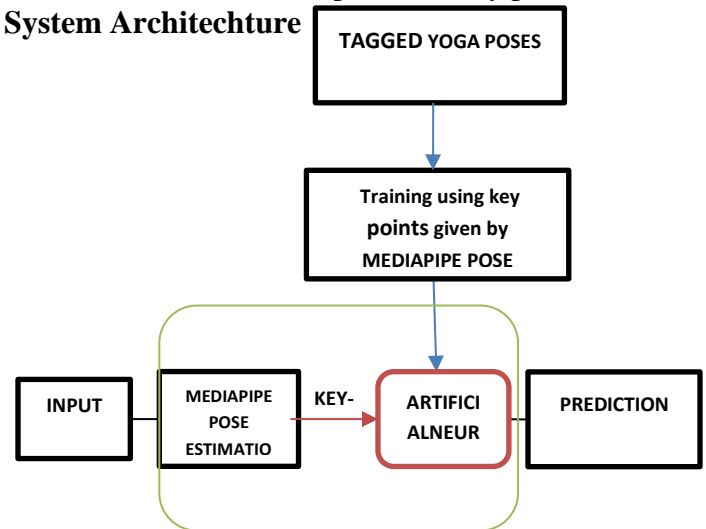 System Architechture
TAGGED YOGA POSES
Training using key
points given by
MEDIAPIPE POSE
INPUT
MEDIAPIPE
POSE
ESTIMATIO
KEY-
ARTIFICI
ALNEUR
PREDICTION